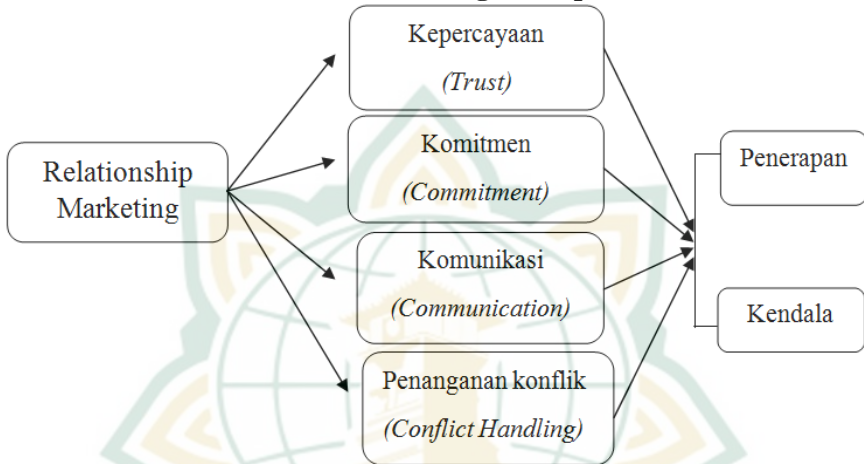 Kepercayaan
(Trust)
Relationship
Marketing
Komitmen
(Commitment)
Komunikasi
(Communication)
Penanganan konflik
(Conflict Handling)
Penerapan
Kendala